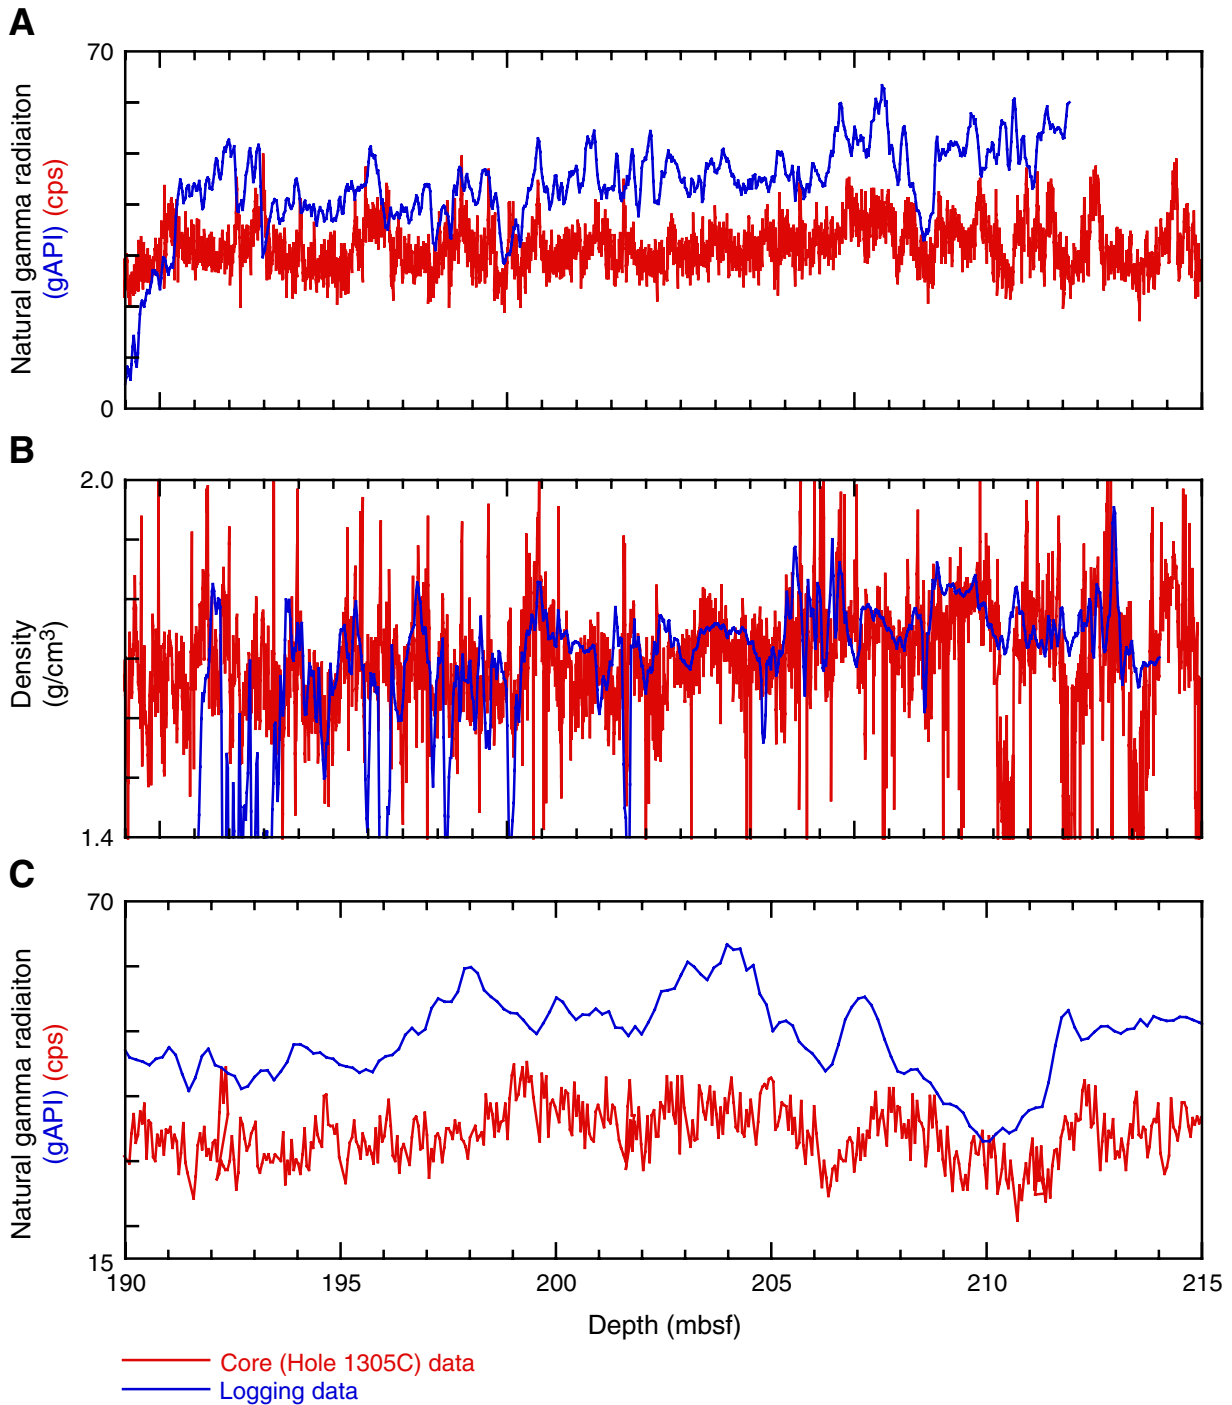 A
70
Natural gamma radiaiton
(gAPI) (cps)
0
B
2.0
Density
(g/cm³)
1.4
C
70
Natural gamma radiaiton
(gAPI) (cps)
15
190 195 200 205 210 215
Depth (mbsf)
Core (Hole 1305C) data
Logging data